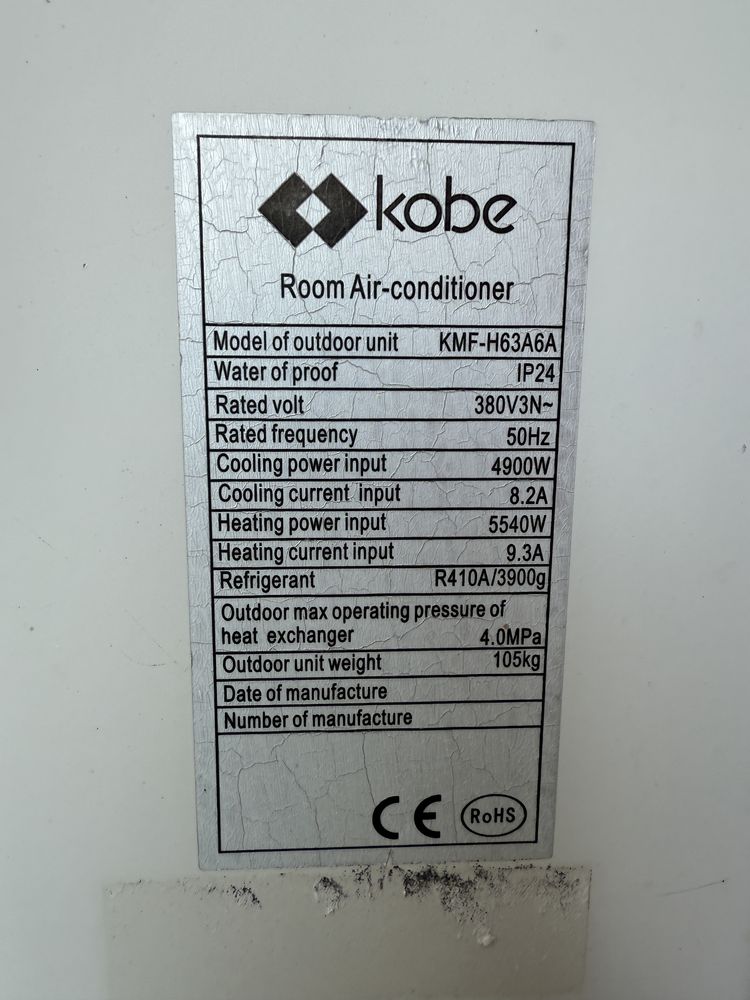 kobe
Room Air-conditioner
Model of outdoor unit KMF-H63A6A
Water of proof IP24
Rated volt 380V3N~
Rated frequency 50Hz
Cooling power input 4900W
Cooling current input 8.2A
Heating power input 5540W
Heating current input 9.3A
Refrigerant R410A/3900g
Outdoor max operating pressure of
heat exchanger 4.0MPa
Outdoor unit weight 105kg
Date of manufacture
Number of manufacture
CE RoHS